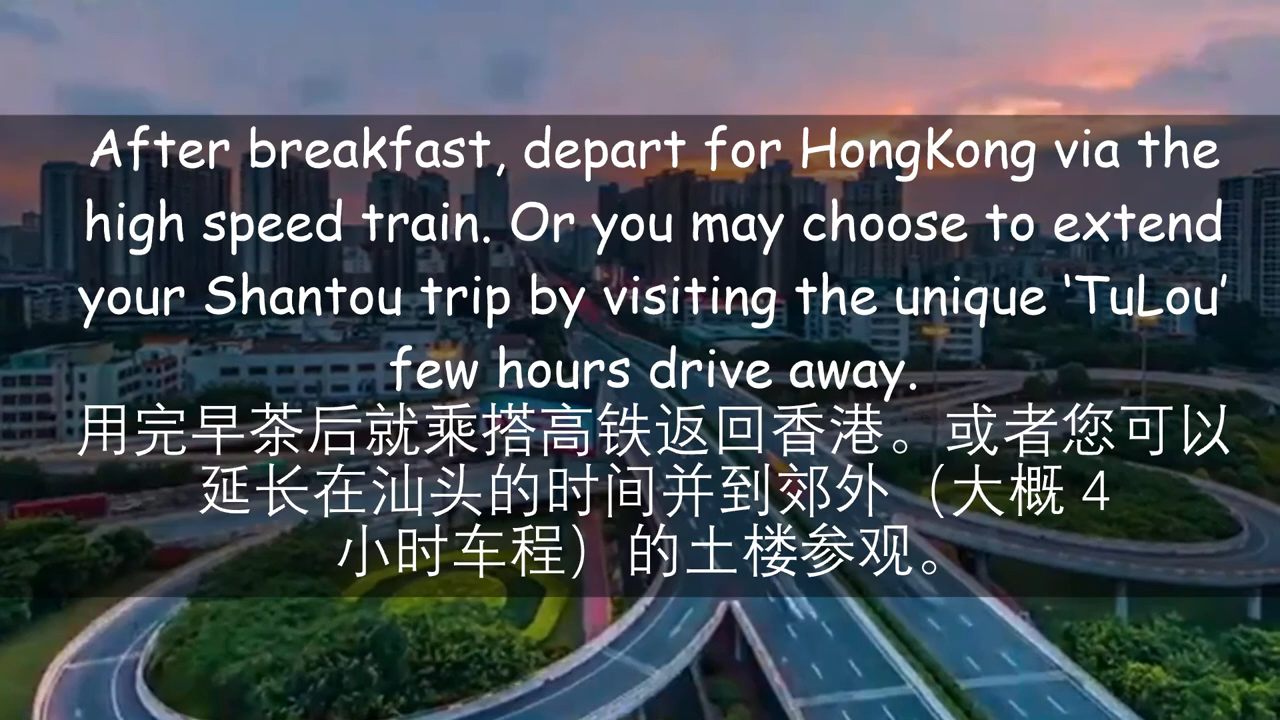 After breakfast, depart for HongKong via the
high speed train. Or you may choose to extend
your Shantou trip by visiting the unique ‘TuLou’
few hours drive away.
用完早茶后就乘搭高铁返回香港。或者您可以
延长在汕头的时间并到郊外（大概 4
小时车程）的土楼参观。